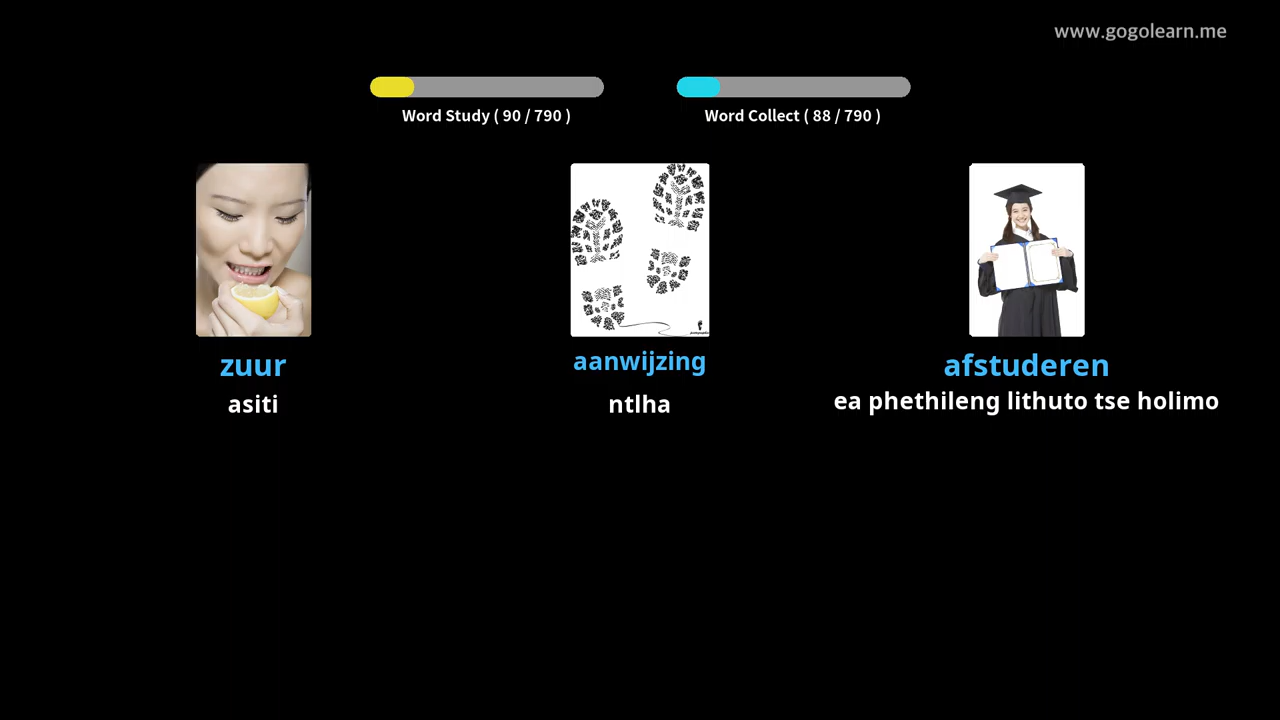 www.gogolearn.me
Word Study ( 90 / 790 )
Word Collect ( 88 / 790 )
zuur
aanwijzing
afstuderen
asiti
ntlha
ea phethileng lithuto tse holimo